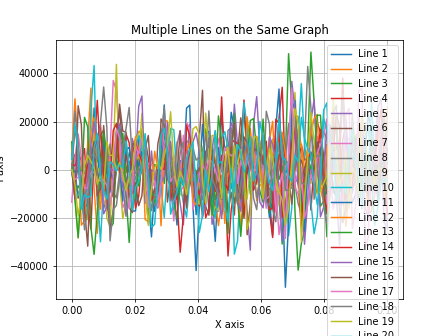 Multiple Lines on the Same Graph
40000
20000
0
−20000
−40000
0.00
0.02
0.04
0.06
X axis
axis
Line 1
Line 2
Line 3
Line 4
Line 5
Line 6
Line 7
Line 8
Line 9
Line 10
Line 11
Line 12
Line 13
Line 14
Line 15
Line 16
Line 17
Line 18
Line 19
Line 20